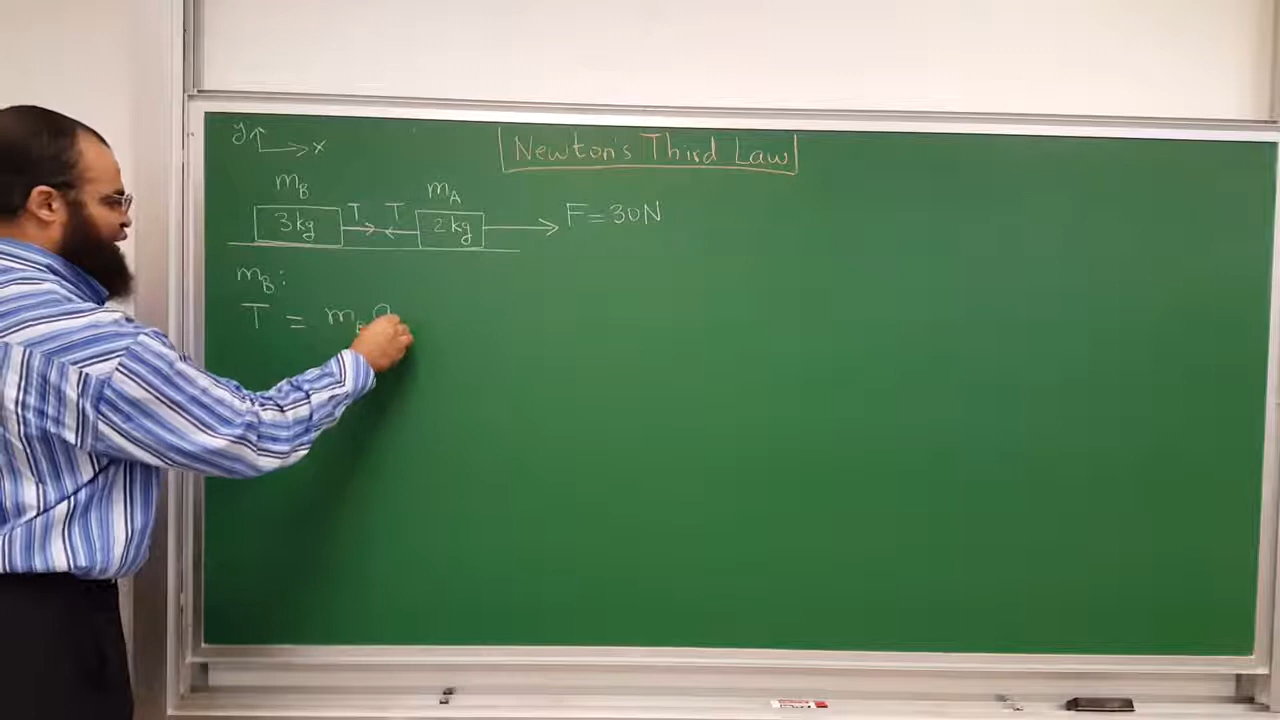 y x
Newton's Third Law
m_B m_A
3kg T T 2kg F=30N
m_B:
T = m_B a